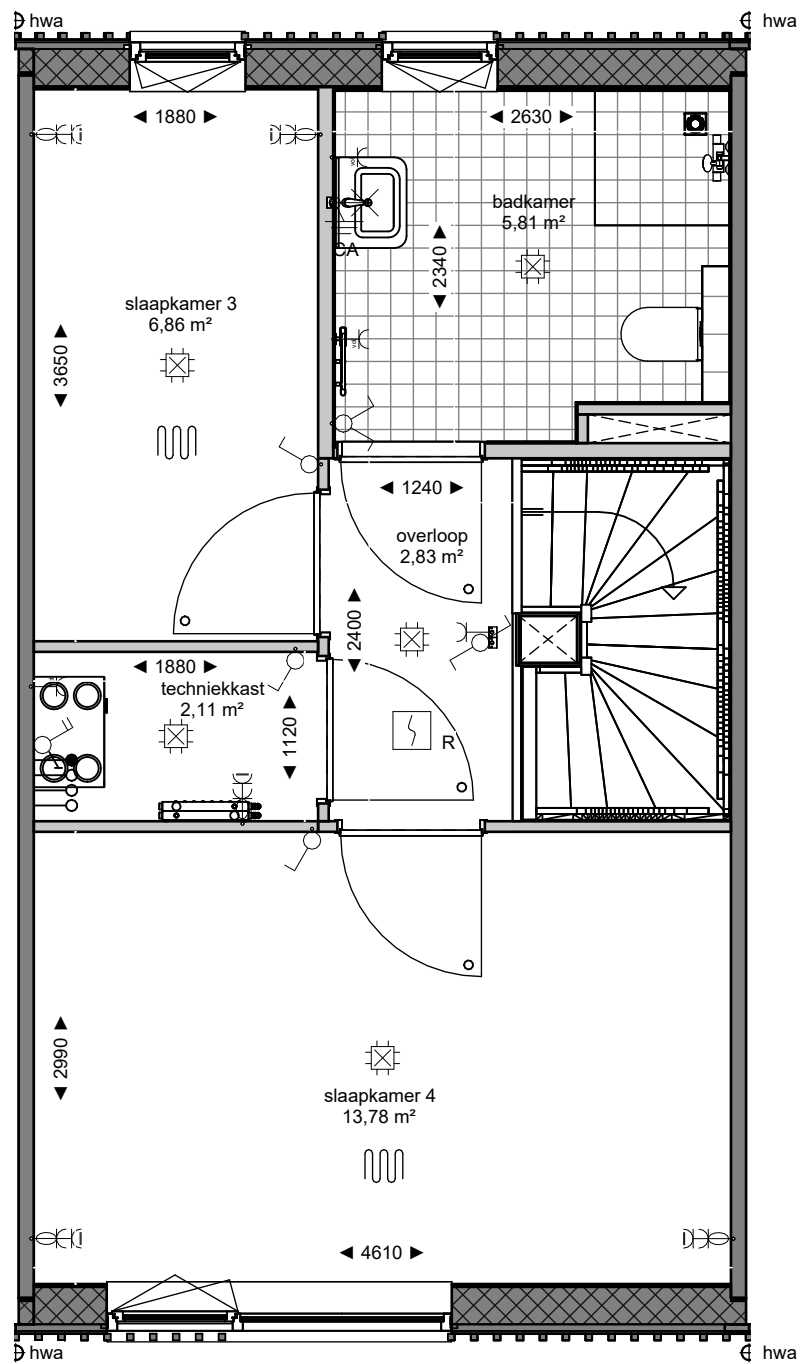 hwa
hwa
◄ 1880 ►
◄ 2630 ►
badkamer
5,81 m²
◄ 2340 ►
CA
slaapkamer 3
6,86 m²
◄ 3650 ►
◄ 1240 ►
overloop
2,83 m²
◄ 2400 ►
◄ 1880 ►
techniekkast
2,11 m²
◄ 1120 ►
R
◄ 2990 ►
slaapkamer 4
13,78 m²
◄ 4610 ►
hwa
hwa